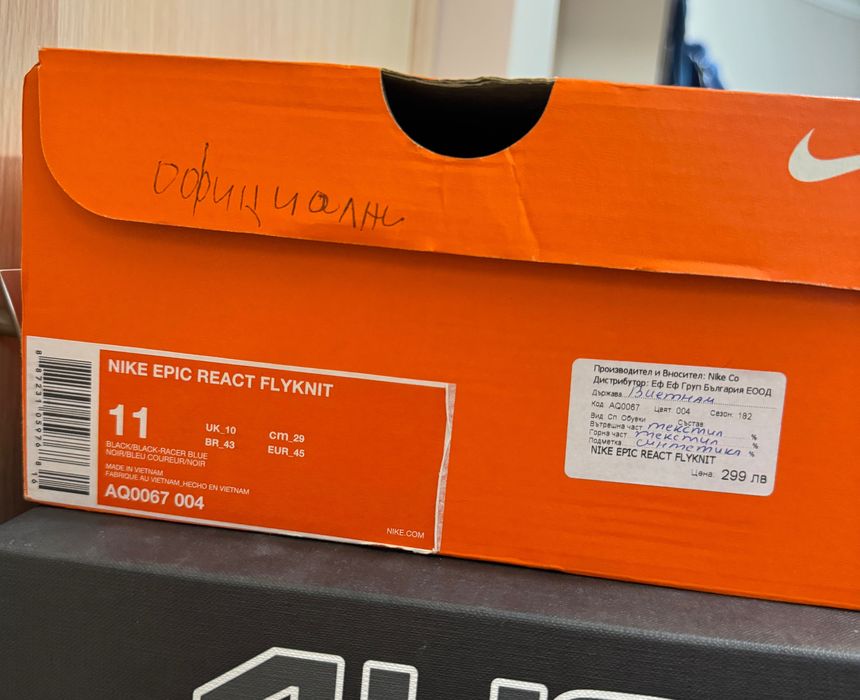 официални
NIKE EPIC REACT FLYKNIT
11
UK_10
cm_29
BR_43
EUR_45
BLACK/BLACK-RACER BLUE
NOIR/BLEU COUREUR/NOIR
MADE IN VIETNAM
FABRIQUE AU VIETNAM_HECHO EN VIETNAM
AQ0067 004
NIKE.COM
Производител и Вносител: Nike Co
Дистрибутор: Еф Еф Груп България ЕООД
Държава Виетнам
Код AQ0067 Цвят 004 Сезон: 182
Вид: Сп. Обувки Състав
Вътрешна част текстил %
Горна част текстил %
Подметка синтетика %
NIKE EPIC REACT FLYKNIT
Цена: 299 лв